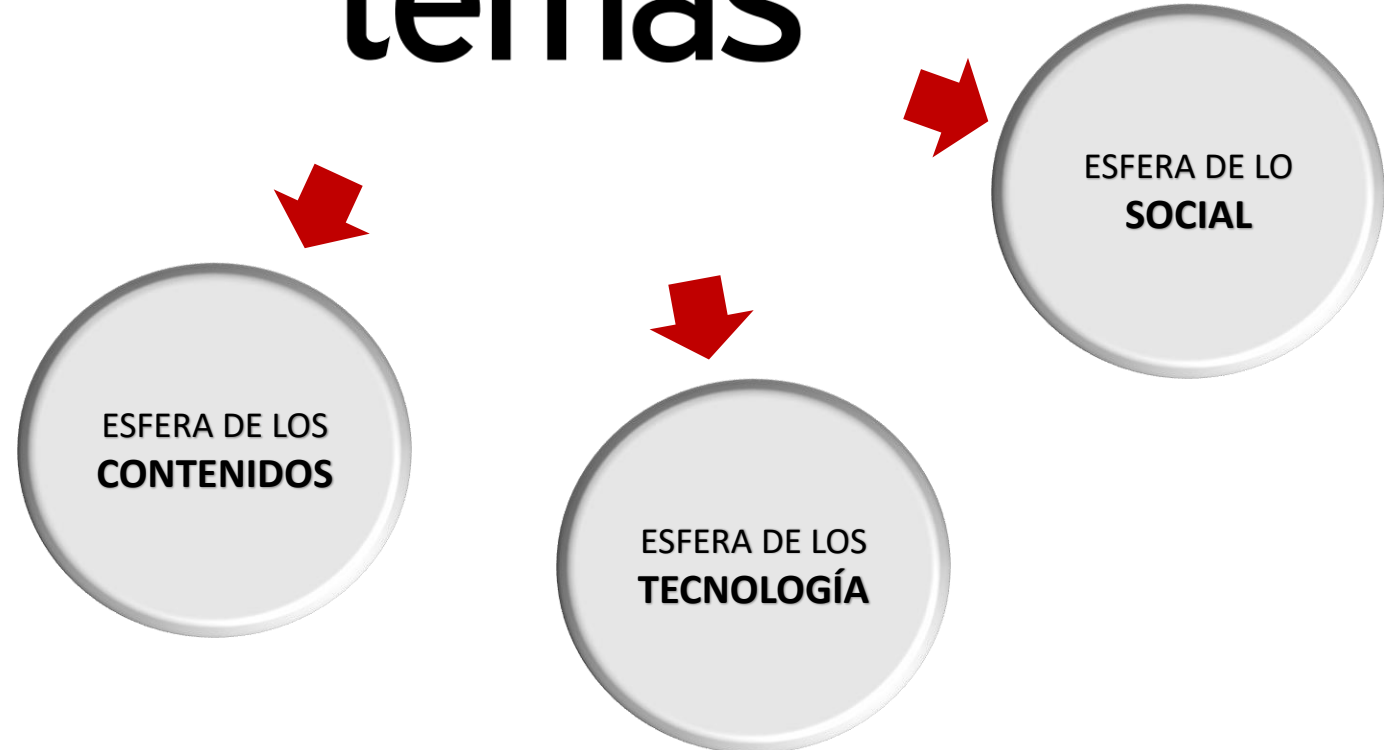 temas
ESFERA DE LO
SOCIAL
ESFERA DE LOS
CONTENIDOS
ESFERA DE LOS
TECNOLOGÍA